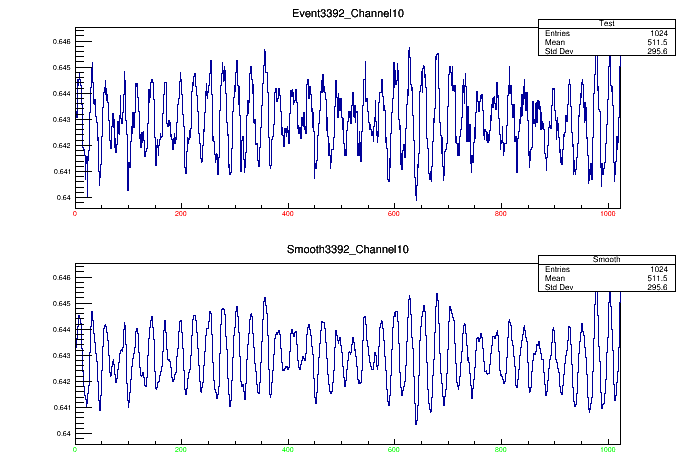 Event3392_Channel10
Test
Entries 1024
Mean 511.5
Std Dev 295.6
0.646
0.645
0.644
0.643
0.642
0.641
0.64
0 200 400 600 800 1000
Smooth3392_Channel10
Smooth
Entries 1024
Mean 511.5
Std Dev 295.6
0.646
0.645
0.644
0.643
0.642
0.641
0.64
0 200 400 600 800 1000